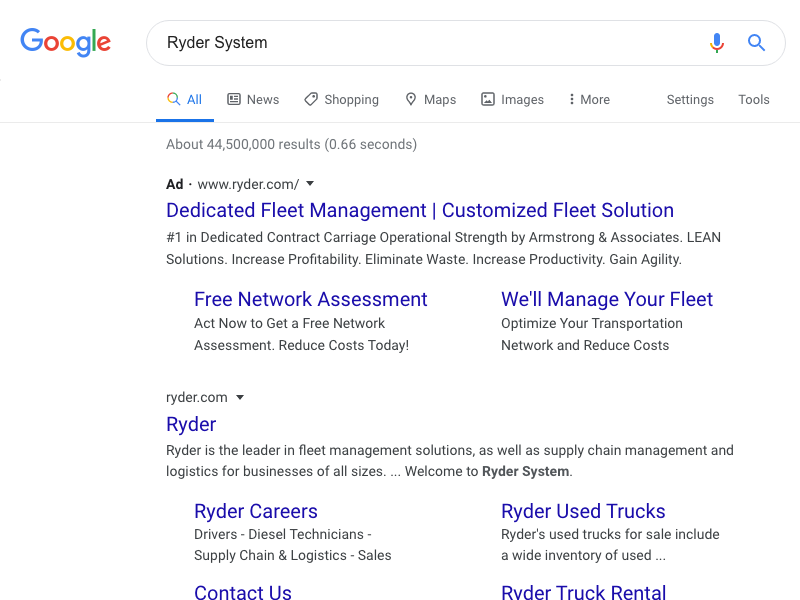 Google
Ryder System
All News Shopping Maps Images More Settings Tools
About 44,500,000 results (0.66 seconds)
Ad · www.ryder.com/
Dedicated Fleet Management | Customized Fleet Solution
#1 in Dedicated Contract Carriage Operational Strength by Armstrong & Associates. LEAN
Solutions. Increase Profitability. Eliminate Waste. Increase Productivity. Gain Agility.
Free Network Assessment
Act Now to Get a Free Network
Assessment. Reduce Costs Today!
We'll Manage Your Fleet
Optimize Your Transportation
Network and Reduce Costs
ryder.com
Ryder
Ryder is the leader in fleet management solutions, as well as supply chain management and
logistics for businesses of all sizes. ... Welcome to Ryder System.
Ryder Careers
Drivers - Diesel Technicians -
Supply Chain & Logistics - Sales
Ryder Used Trucks
Ryder's used trucks for sale include
a wide inventory of used ...
Contact Us
Ryder Truck Rental